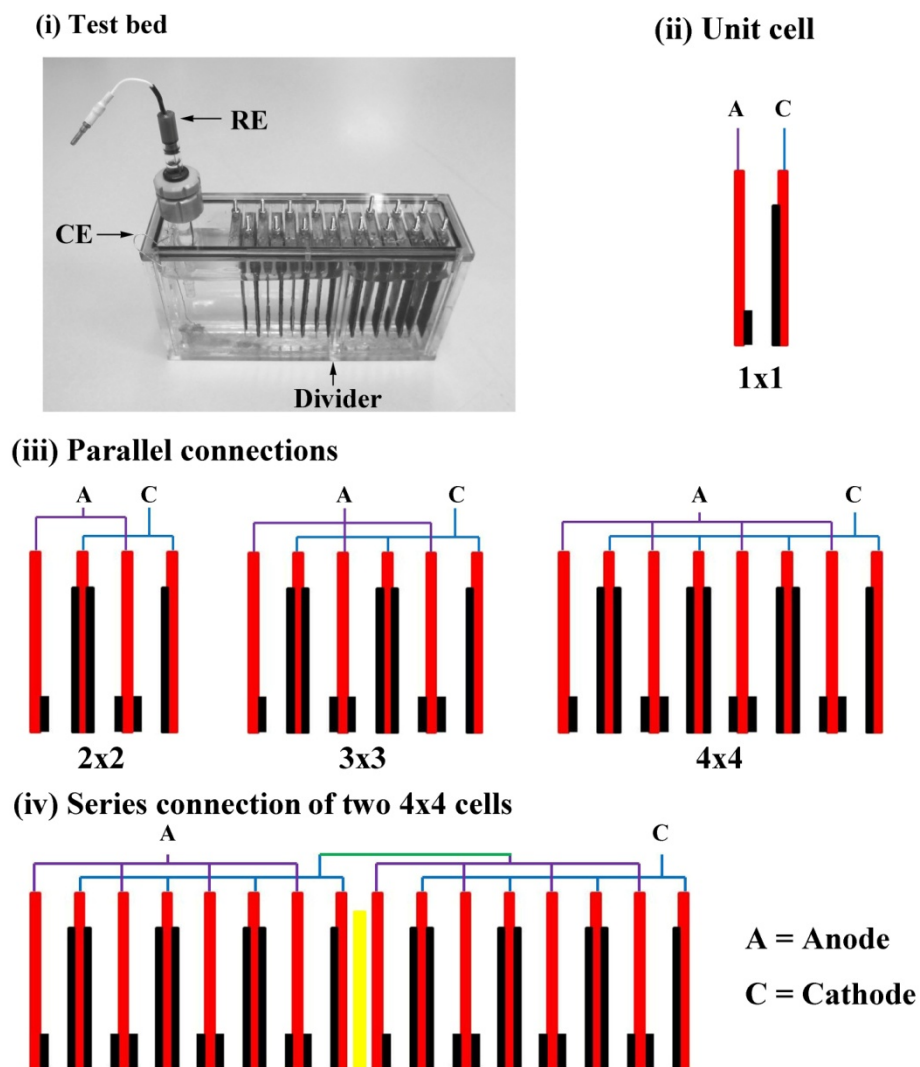 (i) Test bed
(ii) Unit cell
RE
CE
Divider
A C
1x1
(iii) Parallel connections
A C
A C
A C
2x2
3x3
4x4
(iv) Series connection of two 4x4 cells
A C
A = Anode
C = Cathode